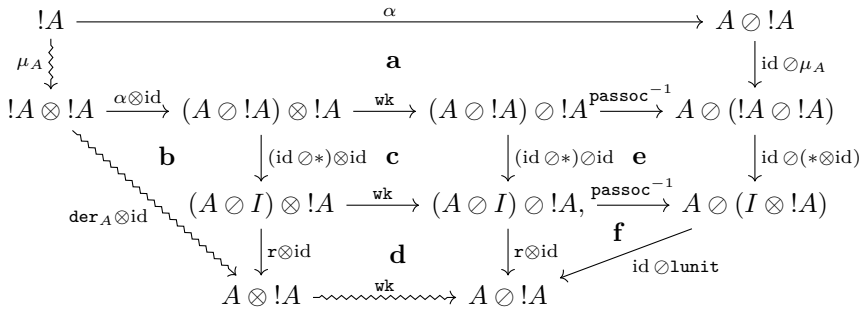 α
!A A ⊘ !A
μ_A a id ⊘μ_A
α⊗id wk passoc⁻¹
!A ⊗ !A (A ⊘ !A) ⊗ !A (A ⊘ !A) ⊘ !A A ⊘ (!A ⊘ !A)
b (id ⊘*)⊗id c (id ⊘*)⊘id e id ⊘(*⊗id)
wk passoc⁻¹
der_A⊗id (A ⊘ I) ⊗ !A (A ⊘ I) ⊘ !A, A ⊘ (I ⊗ !A)
r⊗id d r⊗id f id ⊘lunit
wk
A ⊗ !A A ⊘ !A